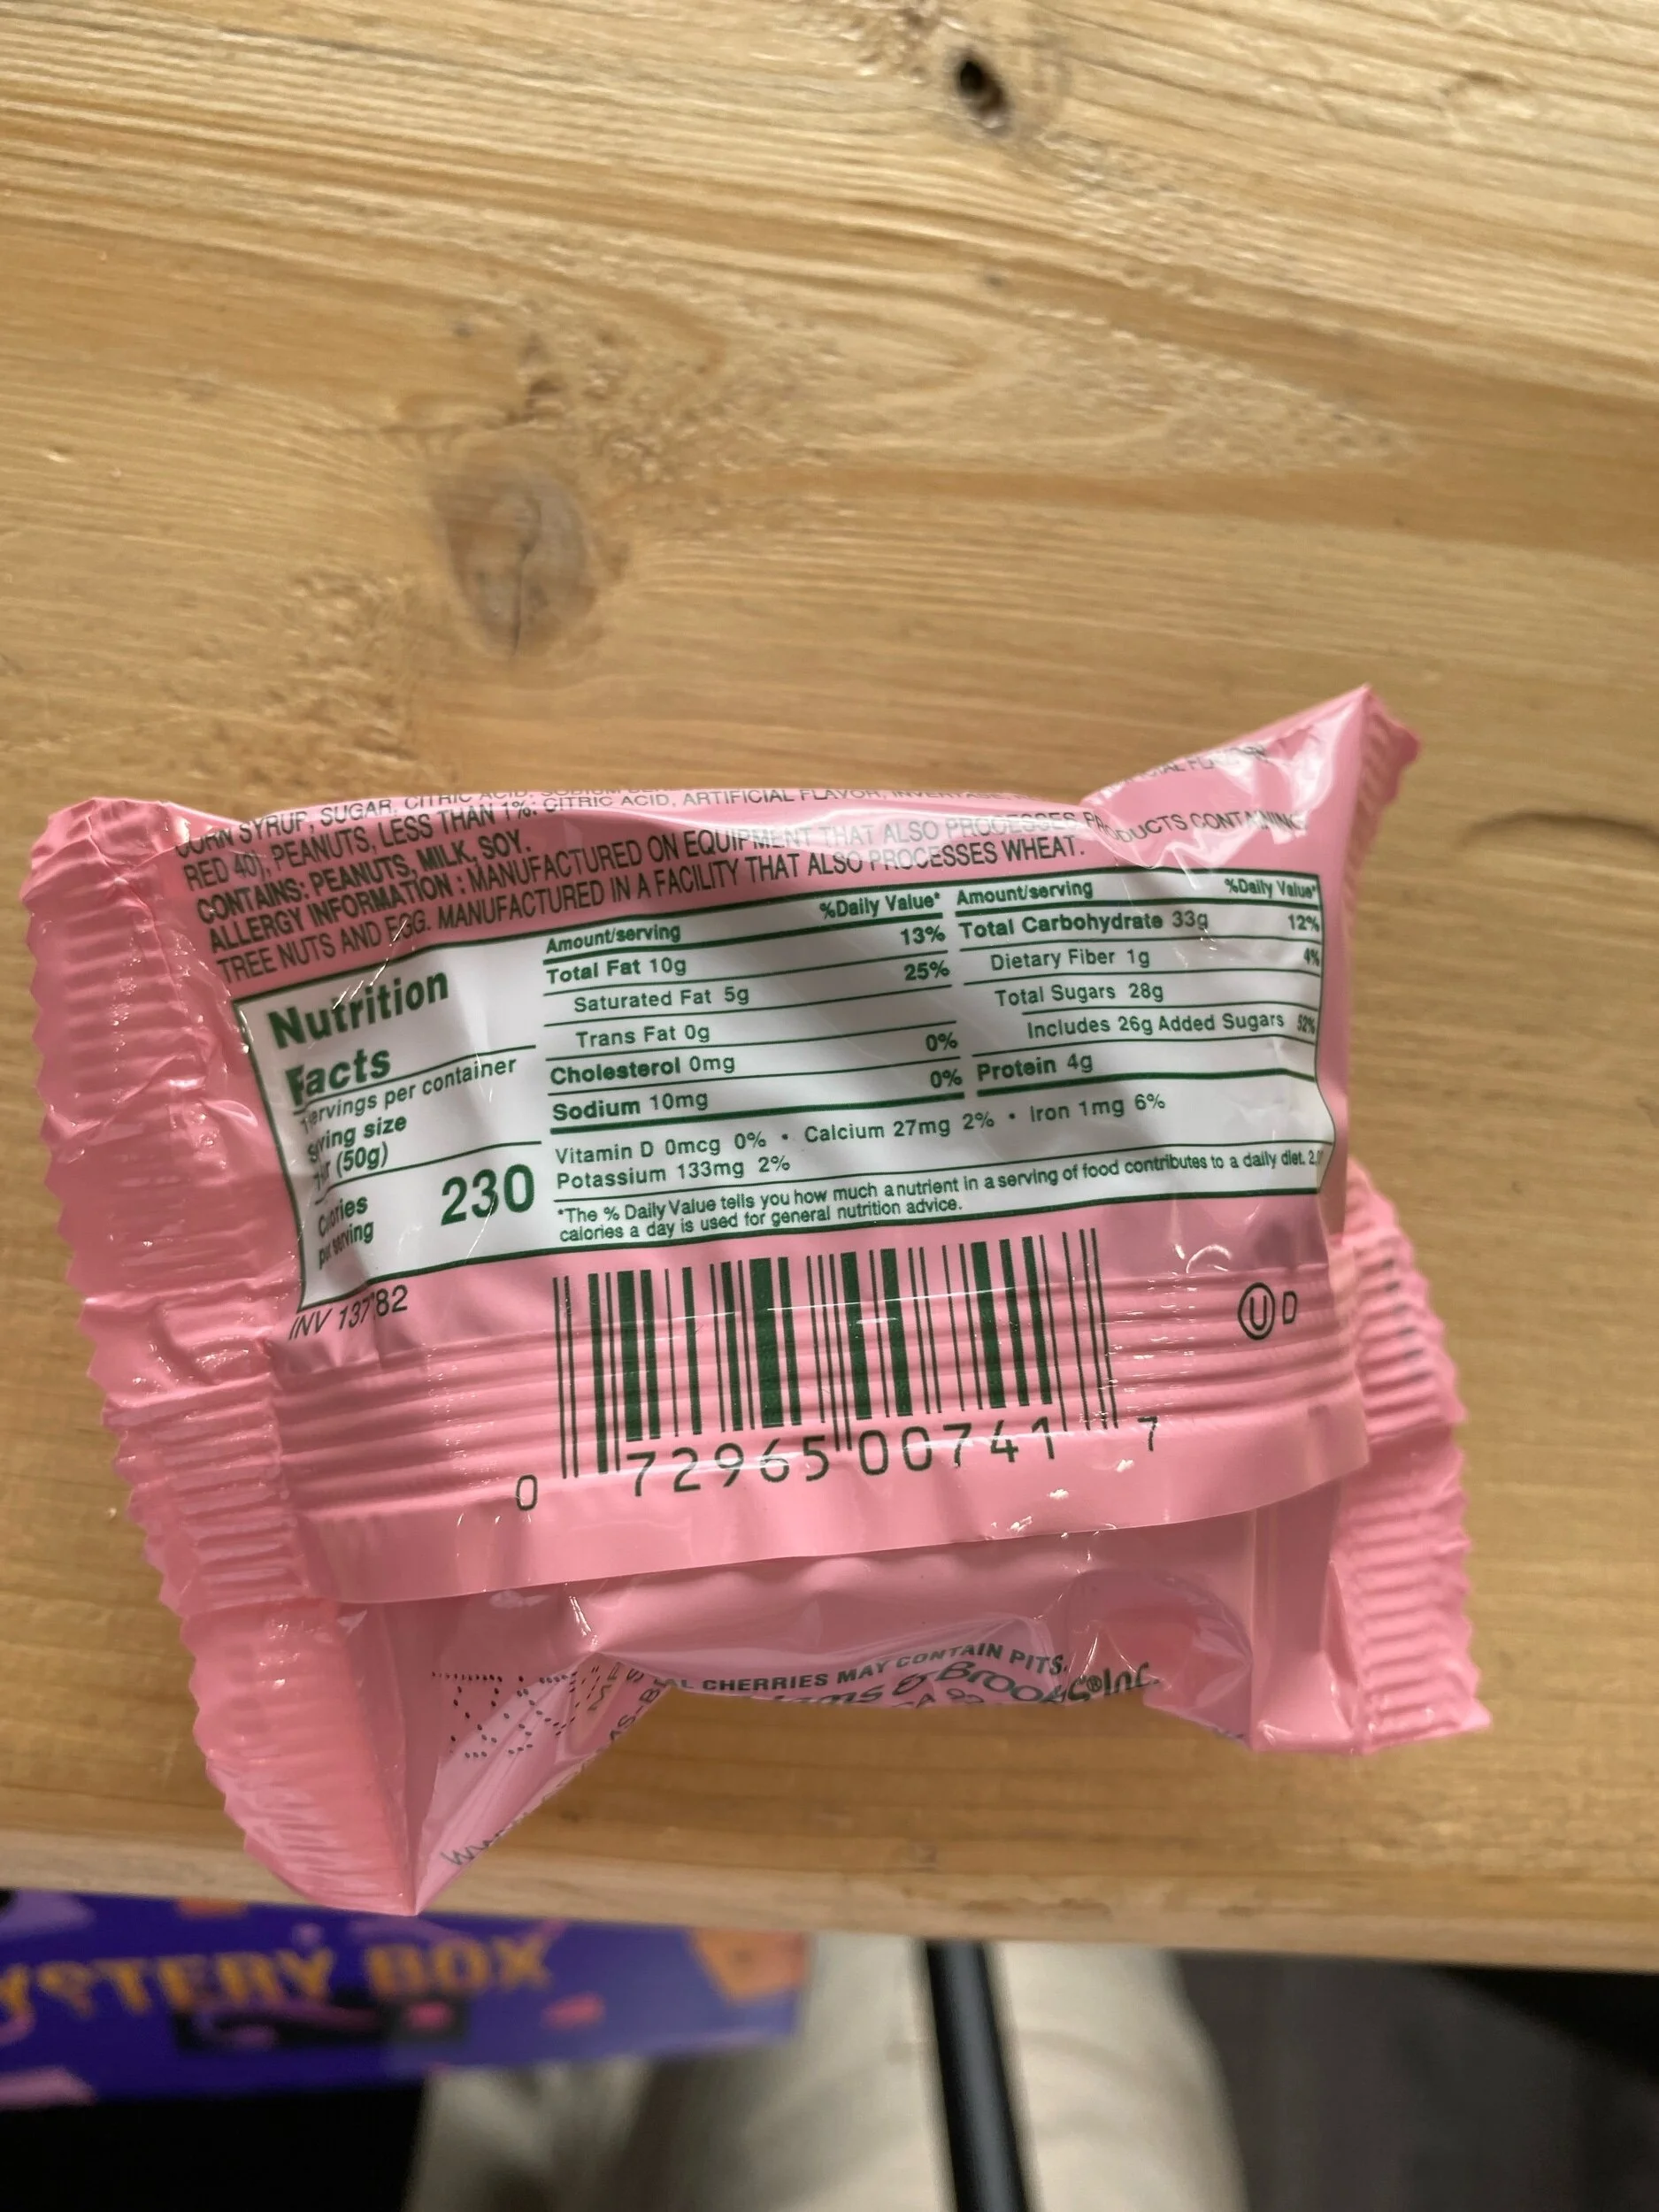 CORN SYRUP, SUGAR, CITRIC ACID,
RED 40), PEANUTS, LESS THAN 1%: CITRIC ACID, ARTIFICIAL FLAVOR,
CONTAINS: PEANUTS, MILK, SOY.
ALLERGY INFORMATION : MANUFACTURED ON EQUIPMENT THAT ALSO PROCESSES PRODUCTS CONTAINING
TREE NUTS AND EGG. MANUFACTURED IN A FACILITY THAT ALSO PROCESSES WHEAT.
Nutrition
Facts
servings per container
size
(50g)
Calories
230
Amount/serving %Daily Value*
Total Fat 10g 13%
Saturated Fat 5g 25%
Trans Fat 0g
Cholesterol 0mg 0%
Sodium 10mg 0%
Amount/serving %Daily Value*
Total Carbohydrate 33g 12%
Dietary Fiber 1g 4%
Total Sugars 28g
Includes 26g Added Sugars 52%
Protein 4g
Vitamin D 0mcg 0% • Calcium 27mg 2% • Iron 1mg 6%
Potassium 133mg 2%
*The % Daily Value tells you how much a nutrient in a serving of food contributes to a daily diet.
calories a day is used for general nutrition advice.
INV 13782
U D
0 72965 00741 7
CHERRIES MAY CONTAIN PITS.
& Brooks® Inc.
YSTERY BOX